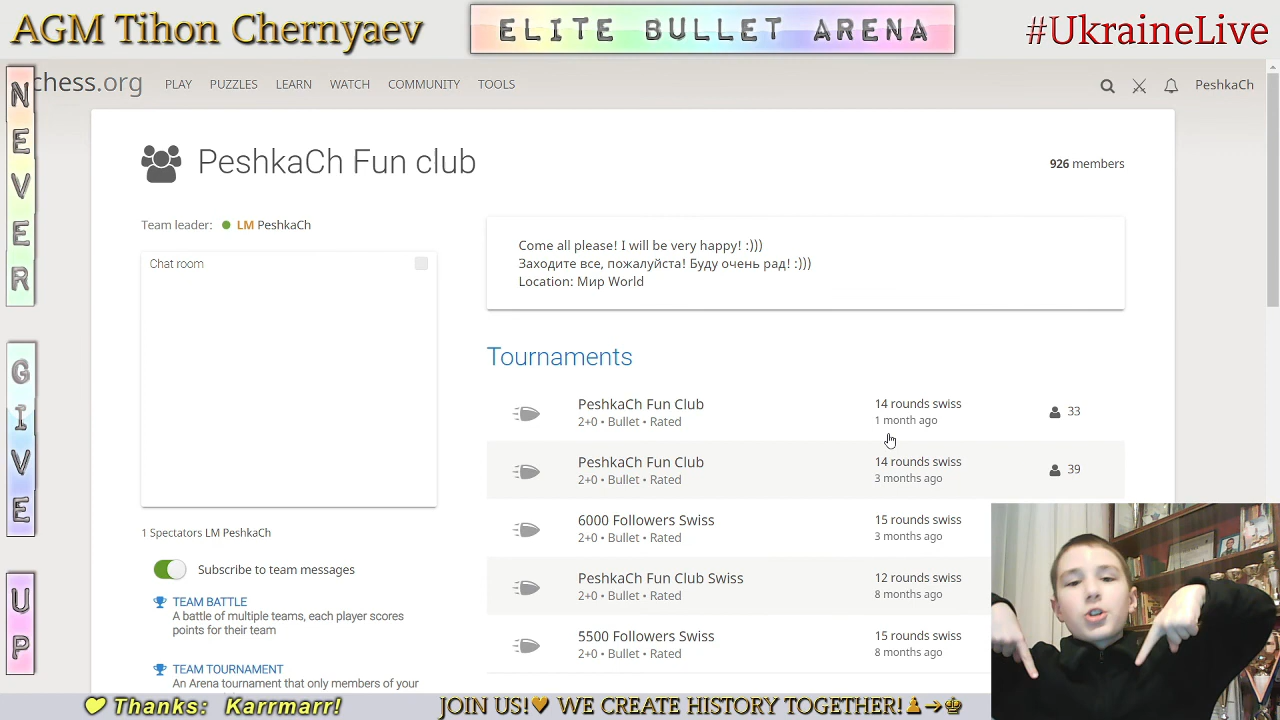 AGM Tihon Chernyaev
ELITE BULLET ARENA
#UkraineLive
NEVER
GIVE
UP
chess.org
PLAY PUZZLES LEARN WATCH COMMUNITY TOOLS
PeshkaCh
PeshkaCh Fun club
926 members
Team leader: LM PeshkaCh
Chat room
Come all please! I will be very happy! :)))
Заходите все, пожалуйста! Буду очень рад! :)))
Location: Мир World
Tournaments
PeshkaCh Fun Club 14 rounds swiss
2+0 • Bullet • Rated 1 month ago 33
PeshkaCh Fun Club 14 rounds swiss
2+0 • Bullet • Rated 3 months ago 39
6000 Followers Swiss 15 rounds swiss
2+0 • Bullet • Rated 3 months ago
PeshkaCh Fun Club Swiss 12 rounds swiss
2+0 • Bullet • Rated 8 months ago
5500 Followers Swiss 15 rounds swiss
2+0 • Bullet • Rated 8 months ago
1 Spectators LM PeshkaCh
Subscribe to team messages
TEAM BATTLE
A battle of multiple teams, each player scores
points for their team
TEAM TOURNAMENT
An Arena tournament that only members of your
Thanks: Karrmarr!
JOIN US! WE CREATE HISTORY TOGETHER!